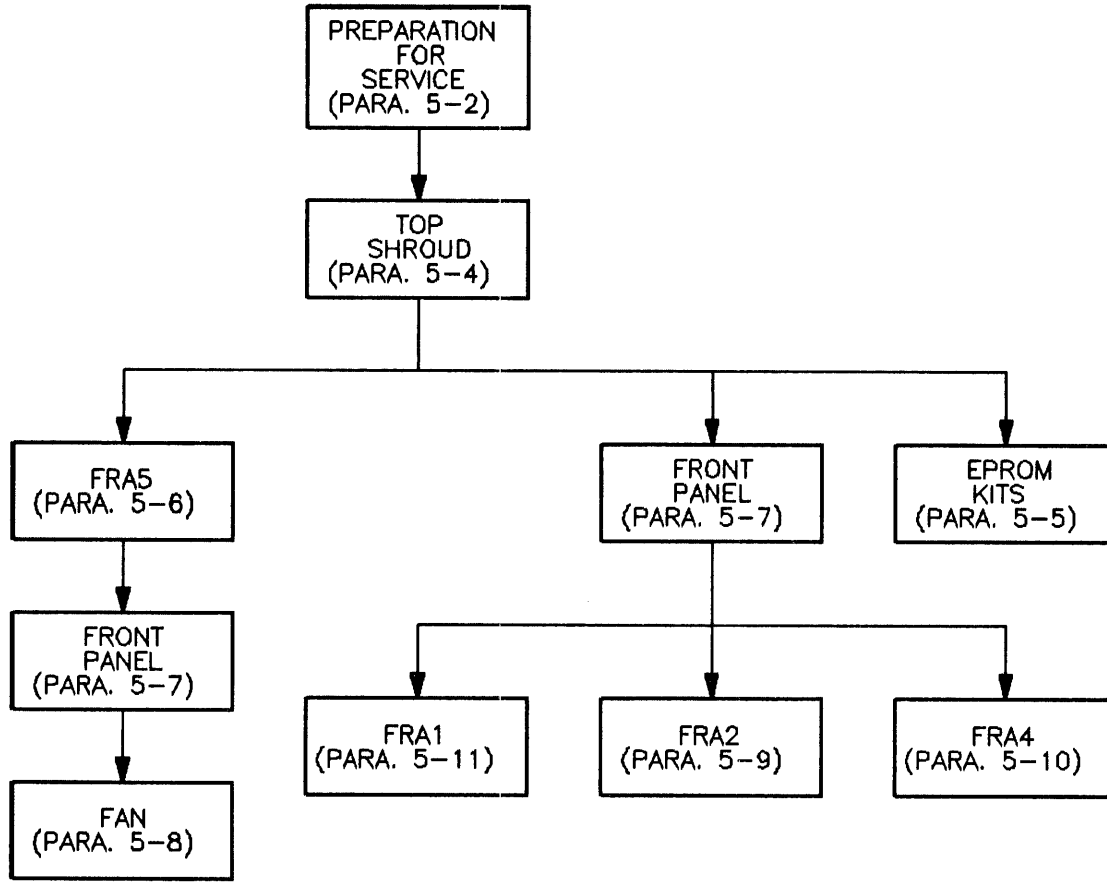 PREPARATION
FOR
SERVICE
(PARA. 5-2)
TOP
SHROUD
(PARA. 5-4)
FRA5
(PARA. 5-6)
FRONT
PANEL
(PARA. 5-7)
EPROM
KITS
(PARA. 5-5)
FRONT
PANEL
(PARA. 5-7)
FRA1
(PARA. 5-11)
FRA2
(PARA. 5-9)
FRA4
(PARA. 5-10)
FAN
(PARA. 5-8)